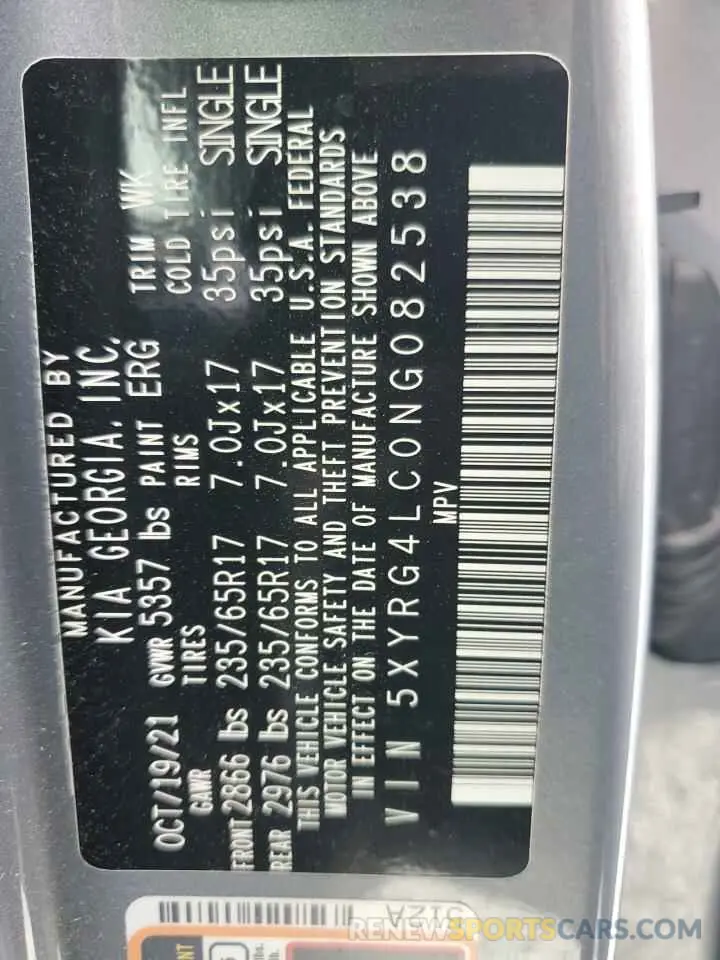 MANUFACTURED BY
KIA GEORGIA, INC.
OCT/19/21 GVWR 5357 lbs PAINT ERG TRIM WK
GAWR TIRES RIMS COLD TIRE INFL
FRONT 2866 lbs 235/65R17 7.0Jx17 35psi SINGLE
REAR 2976 lbs 235/65R17 7.0Jx17 35psi SINGLE
THIS VEHICLE CONFORMS TO ALL APPLICABLE U.S.A. FEDERAL
MOTOR VEHICLE SAFETY AND THEFT PREVENTION STANDARDS
IN EFFECT ON THE DATE OF MANUFACTURE SHOWN ABOVE
VIN 5XYRG4LC0NG082538
MPV
RENEWSPORTSCAR.COM